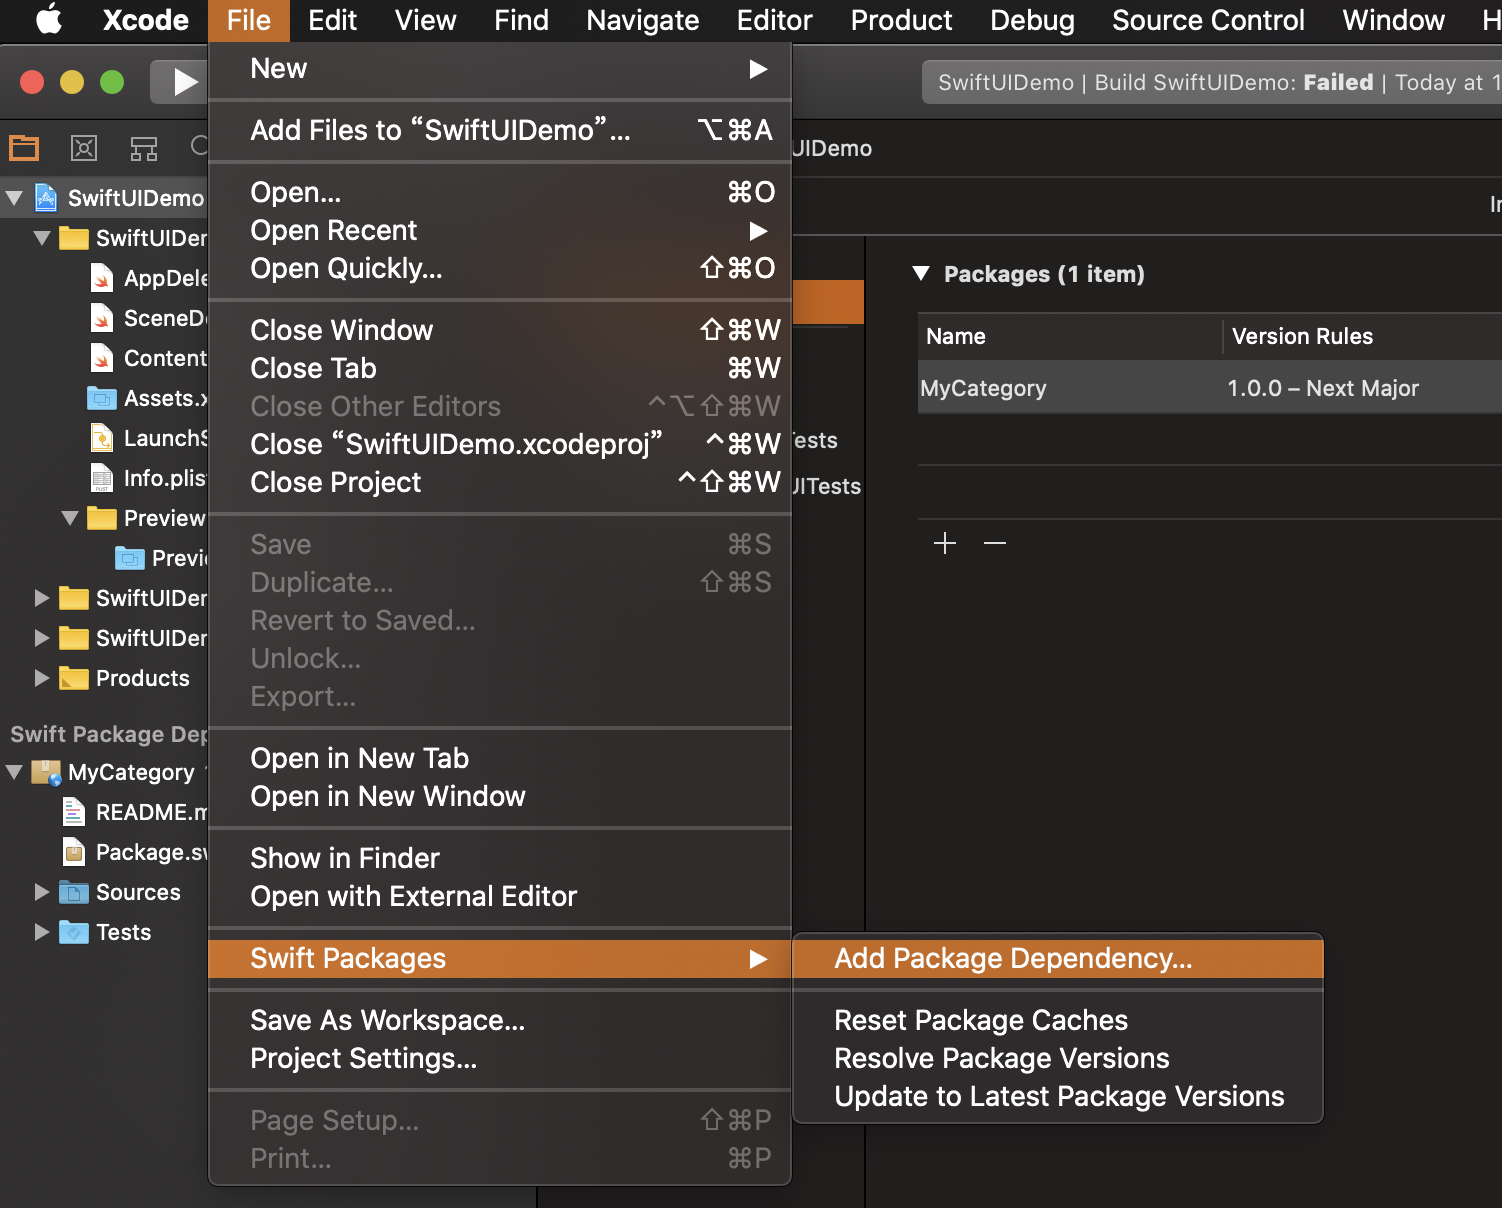 Xcode File Edit View Find Navigate Editor Product Debug Source Control Window
SwiftUIDemo | Build SwiftUIDemo: Failed | Today at 1
UIDemo
SwiftUIDemo
SwiftUIDer
AppDele
SceneD
Content
Assets.x
LaunchS
Info.plis
Preview
Previe
SwiftUIDer
SwiftUIDer
Products
Swift Package Dep
MyCategory
README.m
Package.sw
Sources
Tests
New
Add Files to “SwiftUIDemo”... ⌥⌘A
Open... ⌘O
Open Recent
Open Quickly... ⇧⌘O
Close Window ⇧⌘W
Close Tab ⌘W
Close Other Editors ^⌥⇧⌘W
Close “SwiftUIDemo.xcodeproj” ^⌘W
Close Project ^⇧⌘W
Save ⌘S
Duplicate... ⇧⌘S
Revert to Saved...
Unlock...
Export...
Open in New Tab
Open in New Window
Show in Finder
Open with External Editor
Swift Packages
Save As Workspace...
Project Settings...
Page Setup... ⇧⌘P
Print... ⌘P
Add Package Dependency...
Reset Package Caches
Resolve Package Versions
Update to Latest Package Versions
Tests
UITests
Packages (1 item)
Name Version Rules
MyCategory 1.0.0 – Next Major